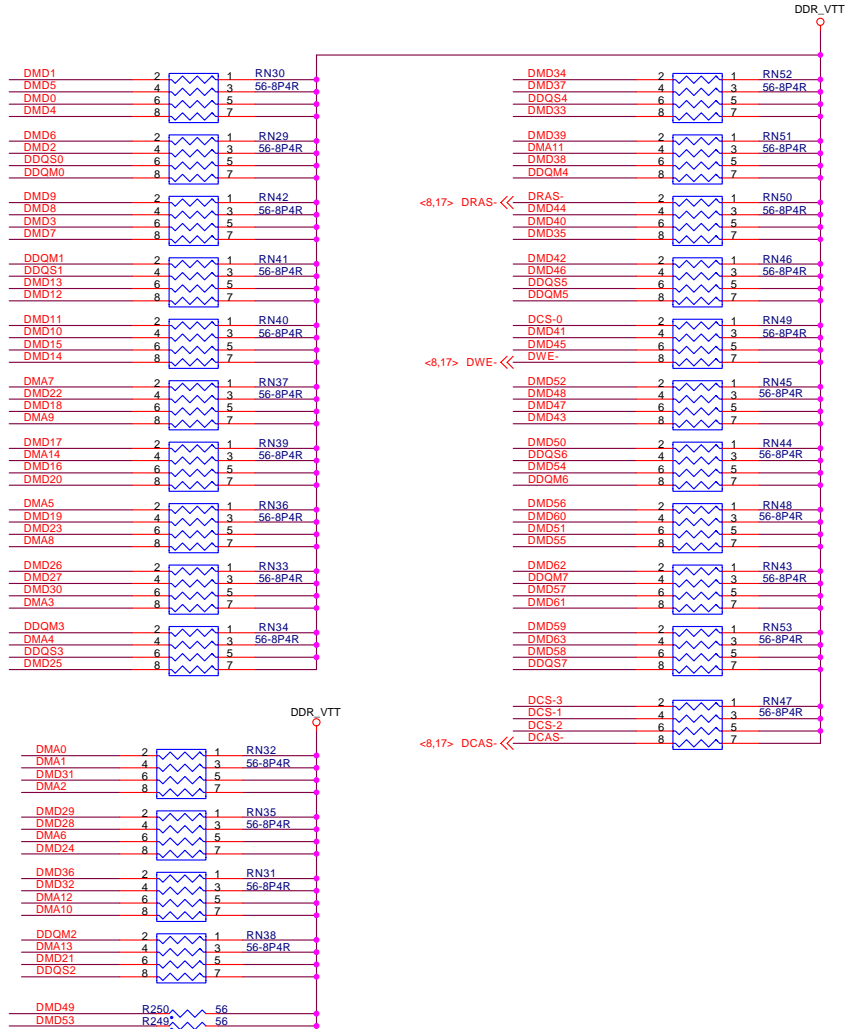 DDR_VTT
DMD1 2 1 RN30
DMD5 4 3 56-8P4R
DMD0 6 5
DMD4 8 7
DMD6 2 1 RN29
DMD2 4 3 56-8P4R
DDQS0 6 5
DDQM0 8 7
DMD9 2 1 RN42
DMD8 4 3 56-8P4R
DMD3 6 5
DMD7 8 7
DDQM1 2 1 RN41
DDQS1 4 3 56-8P4R
DMD13 6 5
DMD12 8 7
DMD11 2 1 RN40
DMD10 4 3 56-8P4R
DMD15 6 5
DMD14 8 7
DMA7 2 1 RN37
DMD22 4 3 56-8P4R
DMD18 6 5
DMA9 8 7
DMD17 2 1 RN39
DMA14 4 3 56-8P4R
DMD16 6 5
DMD20 8 7
DMA5 2 1 RN36
DMD19 4 3 56-8P4R
DMD23 6 5
DMA8 8 7
DMD26 2 1 RN33
DMD27 4 3 56-8P4R
DMD30 6 5
DMA3 8 7
DDQM3 2 1 RN34
DMA4 4 3 56-8P4R
DDQS3 6 5
DMD25 8 7
DMD34 2 1 RN52
DMD37 4 3 56-8P4R
DDQS4 6 5
DMD33 8 7
DMD39 2 1 RN51
DMA11 4 3 56-8P4R
DMD38 6 5
DDQM4 8 7
<8,17> DRAS- DRAS- 2 1 RN50
DMD44 4 3 56-8P4R
DMD40 6 5
DMD35 8 7
DMD42 2 1 RN46
DMD46 4 3 56-8P4R
DDQS5 6 5
DDQM5 8 7
DCS-0 2 1 RN49
DMD41 4 3 56-8P4R
DMD45 6 5
<8,17> DWE- DWE- 8 7
DMD52 2 1 RN45
DMD48 4 3 56-8P4R
DMD47 6 5
DMD43 8 7
DMD50 2 1 RN44
DDQS6 4 3 56-8P4R
DMD54 6 5
DDQM6 8 7
DMD56 2 1 RN48
DMD60 4 3 56-8P4R
DMD51 6 5
DMD55 8 7
DMD62 2 1 RN43
DDQM7 4 3 56-8P4R
DMD57 6 5
DMD61 8 7
DMD59 2 1 RN53
DMD63 4 3 56-8P4R
DMD58 6 5
DDQS7 8 7
DCS-3 2 1 RN47
DCS-1 4 3 56-8P4R
DCS-2 6 5
<8,17> DCAS- DCAS- 8 7
DDR_VTT
DMA0 2 1 RN32
DMA1 4 3 56-8P4R
DMD31 6 5
DMA2 8 7
DMD29 2 1 RN35
DMD28 4 3 56-8P4R
DMA6 6 5
DMD24 8 7
DMD36 2 1 RN31
DMD32 4 3 56-8P4R
DMA12 6 5
DMA10 8 7
DDQM2 2 1 RN38
DMA13 4 3 56-8P4R
DMD21 6 5
DDQS2 8 7
DMD49 R250 56
DMD53 R249 56